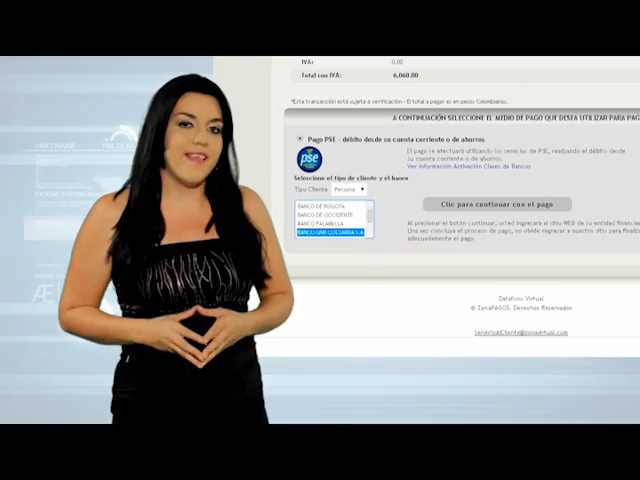 IVA: 0.00
Total con IVA: 6,060.00
*Esta transacción está sujeta a verificación - El total a pagar es en pesos Colombianos.
A CONTINUACIÓN SELECCIONE EL MEDIO DE PAGO QUE DESEA UTILIZAR PARA PAG
Pago PSE - débito desde su cuenta corriente o de ahorros
pse
El pago se efectuará utilizando los servicios de PSE, realizando el débito desde
su cuenta corriente o de ahorros.
Ver Información Activación Claves de Bancos
Seleccione el tipo de cliente y el banco
Tipo Cliente Persona
BANCO DE BOGOTA
BANCO DE OCCIDENTE
BANCO FALABELLA
BANCO GNB COLOMBIA S.A
Clic para continuar con el pago
Al presionar el botón continuar, usted ingresará al sitio WEB de su entidad financie
Una vez concluya el proceso de pago, no olvide regresar a nuestro sitio para finaliz
adecuadamente el pago.
Datafono Virtual
© ZonaPAGOS. Derechos Reservados
ServicioAlCliente@zonavirtual.com